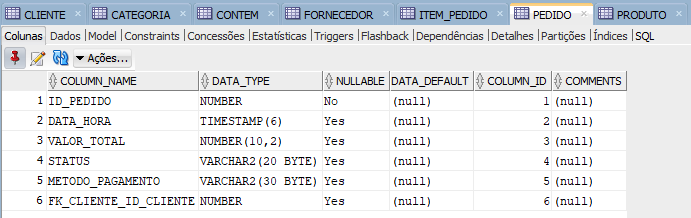 CLIENTE CATEGORIA CONTEM FORNECEDOR ITEM_PEDIDO PEDIDO PRODUTO
Colunas Dados Model Constraints Concessões Estatísticas Triggers Flashback Dependências Detalhes Partições Índices SQL
Ações...
COLUMN_NAME DATA_TYPE NULLABLE DATA_DEFAULT COLUMN_ID COMMENTS
1 ID_PEDIDO NUMBER No (null) 1 (null)
2 DATA_HORA TIMESTAMP(6) Yes (null) 2 (null)
3 VALOR_TOTAL NUMBER(10,2) Yes (null) 3 (null)
4 STATUS VARCHAR2(20 BYTE) Yes (null) 4 (null)
5 METODO_PAGAMENTO VARCHAR2(30 BYTE) Yes (null) 5 (null)
6 FK_CLIENTE_ID_CLIENTE NUMBER Yes (null) 6 (null)